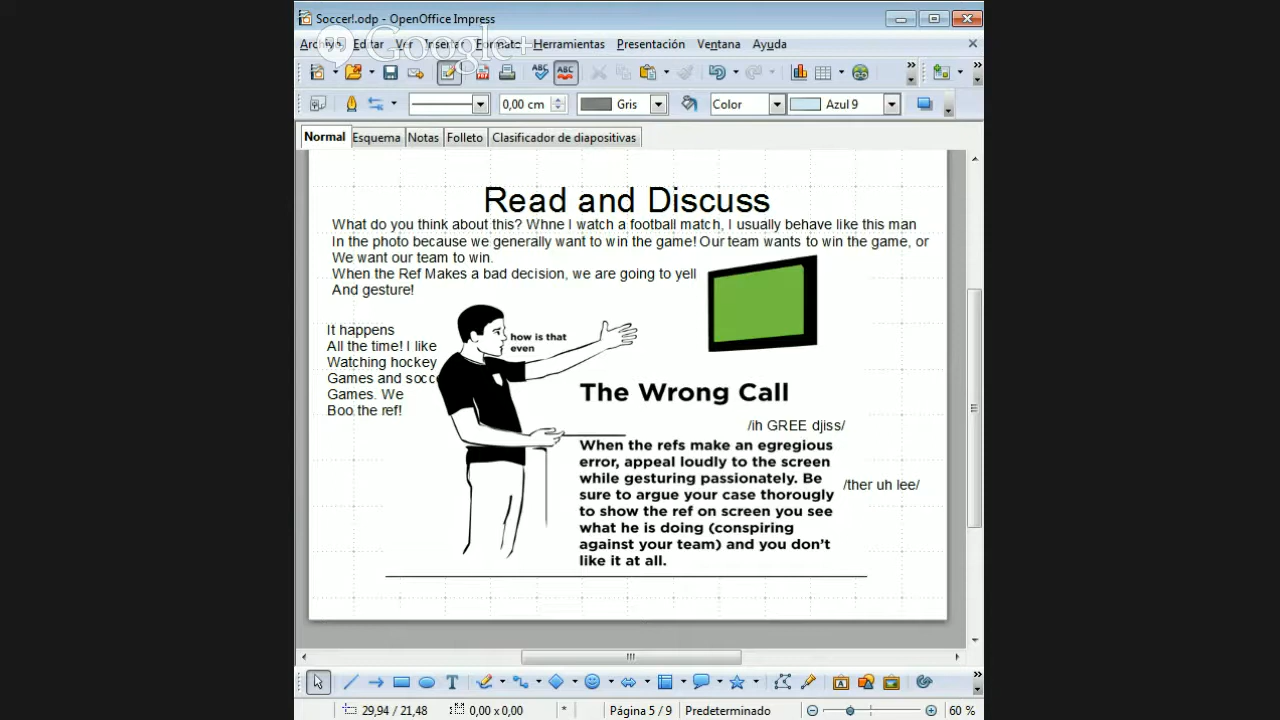 Soccer!.odp - OpenOffice Impress
Archivo Editar Ver Insertar Formato Herramientas Presentación Ventana Ayuda
Google+
0,00 cm Gris Color Azul 9
Normal Esquema Notas Folleto Clasificador de diapositivas
Read and Discuss
What do you think about this? Whne I watch a football match, I usually behave like this man
In the photo because we generally want to win the game! Our team wants to win the game, or
We want our team to win.
When the Ref Makes a bad decision, we are going to yell
And gesture!
It happens
All the time! I like
Watching hockey
Games and socce
Games. We
Boo the ref!
how is that
even
The Wrong Call
/ih GREE djiss/
When the refs make an egregious
error, appeal loudly to the screen
while gesturing passionately. Be
sure to argue your case thorougly
to show the ref on screen you see
what he is doing (conspiring
against your team) and you don't
like it at all.
/ther uh lee/
29,94 / 21,48 0,00 x 0,00 * Página 5 / 9 Predeterminado 60 %